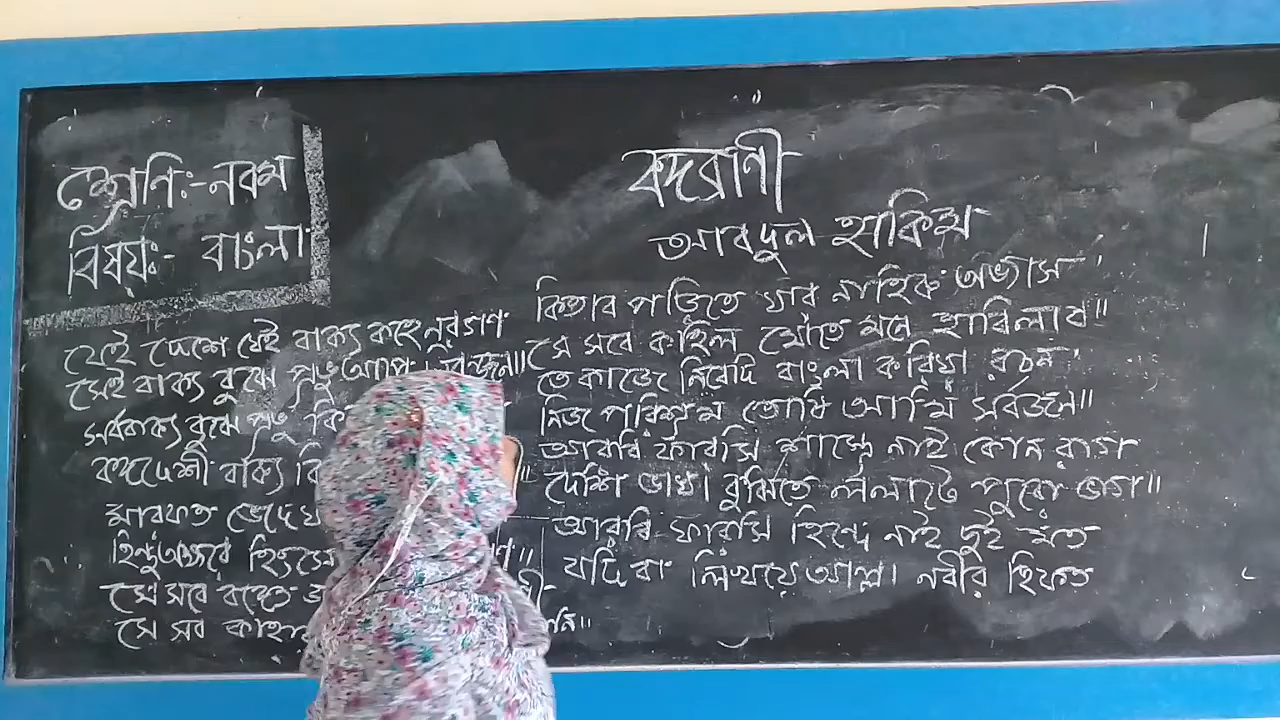 শ্রেণি:-নবম
বিষয়:- বাংলা
বঙ্গবাণী
আবদুল হাকিম
কিতাব পড়িতে যার নাহিক অভ্যাস
সে সবে কহিল মোতে মনে হাবিলাষ॥
তে কাজে নিবেদি বাংলা করিয়া রচন
নিজ পরিশ্রম তোষি আমি সর্বজন॥
আরবি ফারসি শাস্ত্রে নাই কোন রাগ
দেশি ভাষা বুঝিতে ললাটে পুরে ভাগ॥
আরবি ফারসি হিন্দে নাই দুই মত
যদি বা লিখয়ে আল্লা নবীর ছিফত
যেই দেশে যেই বাক্য কহে নরগণ
সেই বাক্য বুঝে প্রভু আপে
সর্ববাক্য বুঝে প্রভু কি
বঙ্গদেশী বাক্য কি
মারফত ভেদে য
হিন্দুর অক্ষরে হিংসে
সে সবে বঙ্গেত
সে সব কাহার